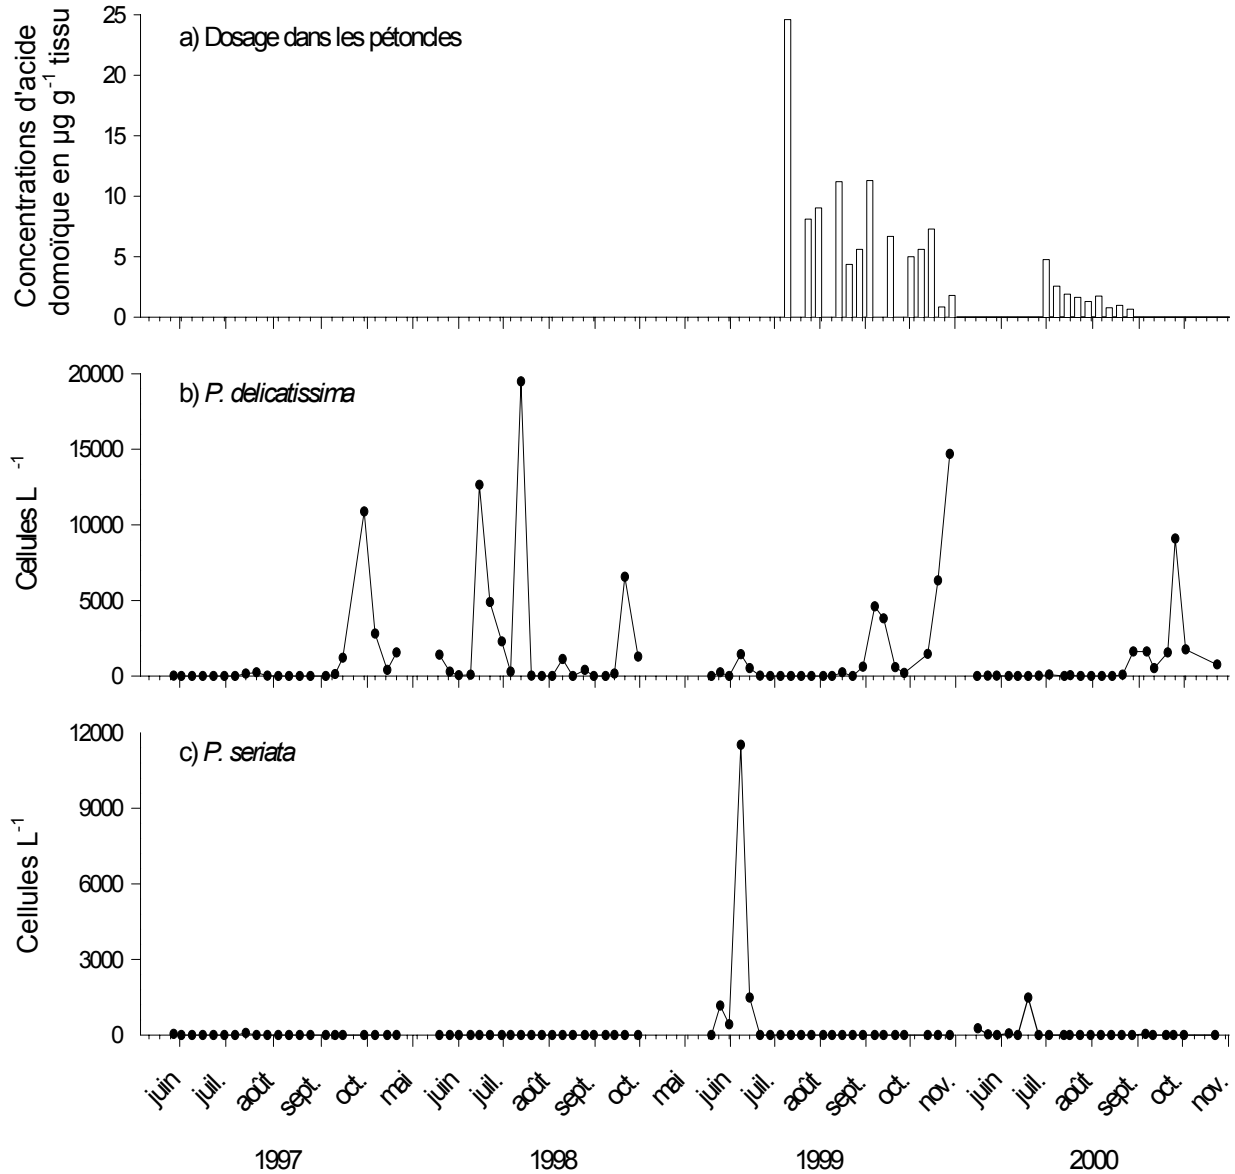 Concentrations d'acide
domoïque en µg g⁻¹ tissu
25
20
15
10
5
0
a) Dosage dans les pétoncles
Cellules L⁻¹
20000
15000
10000
5000
0
b) P. delicatissima
Cellules L⁻¹
12000
9000
6000
3000
0
c) P. seriata
juin juil. août sept. oct. mai juin juil. août sept. oct. mai juin juil. août sept. oct. nov. juin juil. août sept. oct. nov.
1997 1998 1999 2000